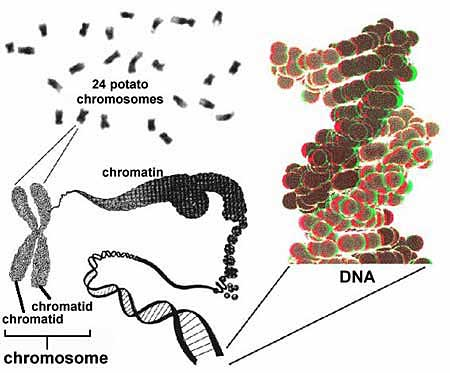 24 potato
chromosomes
chromatin
DNA
chromatid
chromatid
chromosome